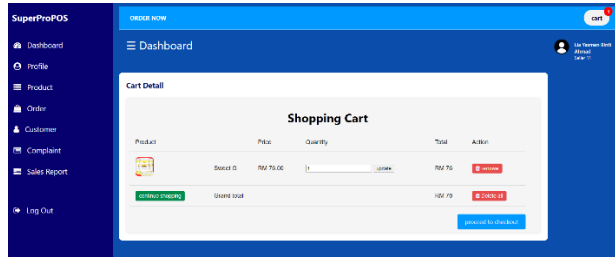 SuperProPOS
ORDER NOW
cart
Dashboard
Profile
Product
Order
Customer
Complaint
Sales Report
Log Out
☰ Dashboard
Ahmad
Cart Detail
Shopping Cart
Product Price Quantity Total Action
RM 76.00 1 update RM 76 remove
continue shopping Grand total RM 76 Delete all
proceed to checkout